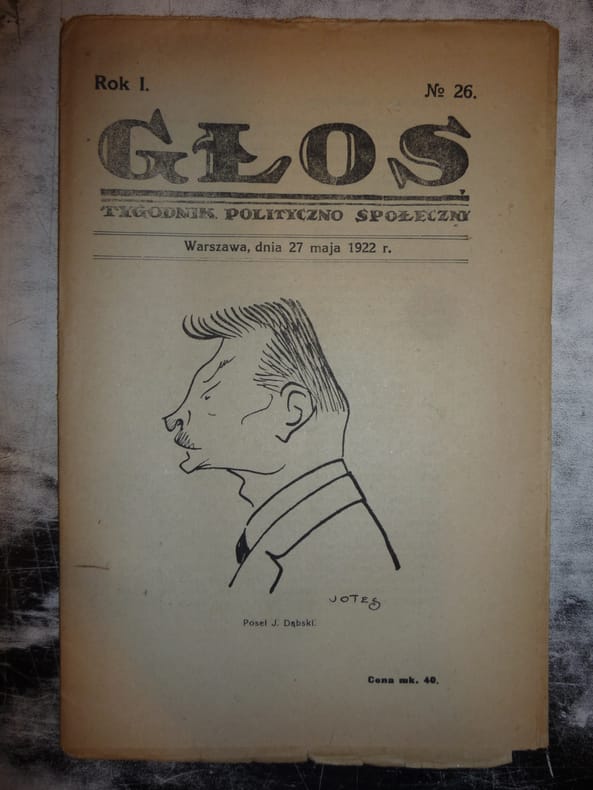 Rok I.
№ 26.
GŁOS
TYGODNIK POLITYCZNO SPOŁECZNY
Warszawa, dnia 27 maja 1922 r.
JOTES
Poseł J. Dąbski.
Cena mk. 40.